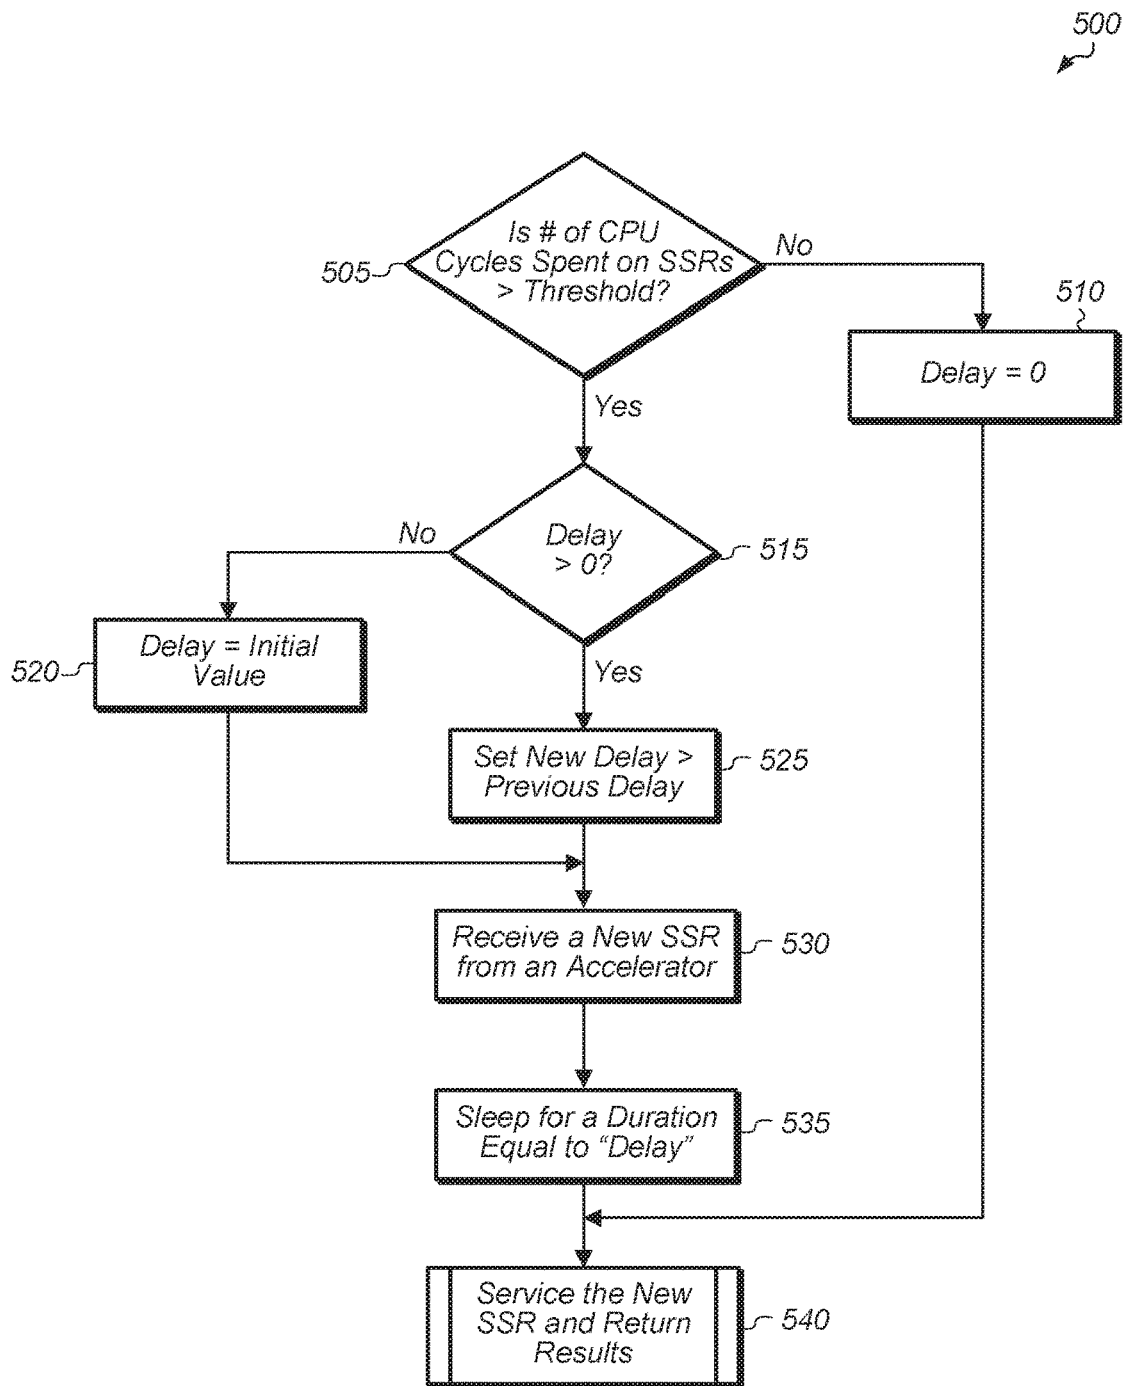 500
Is # of CPU
Cycles Spent on SSRs
> Threshold?
505
No
510
Delay = 0
Yes
No
Delay
> 0?
515
Delay = Initial
Value
520
Yes
Set New Delay >
Previous Delay
525
Receive a New SSR
from an Accelerator
530
Sleep for a Duration
Equal to “Delay”
535
Service the New
SSR and Return
Results
540